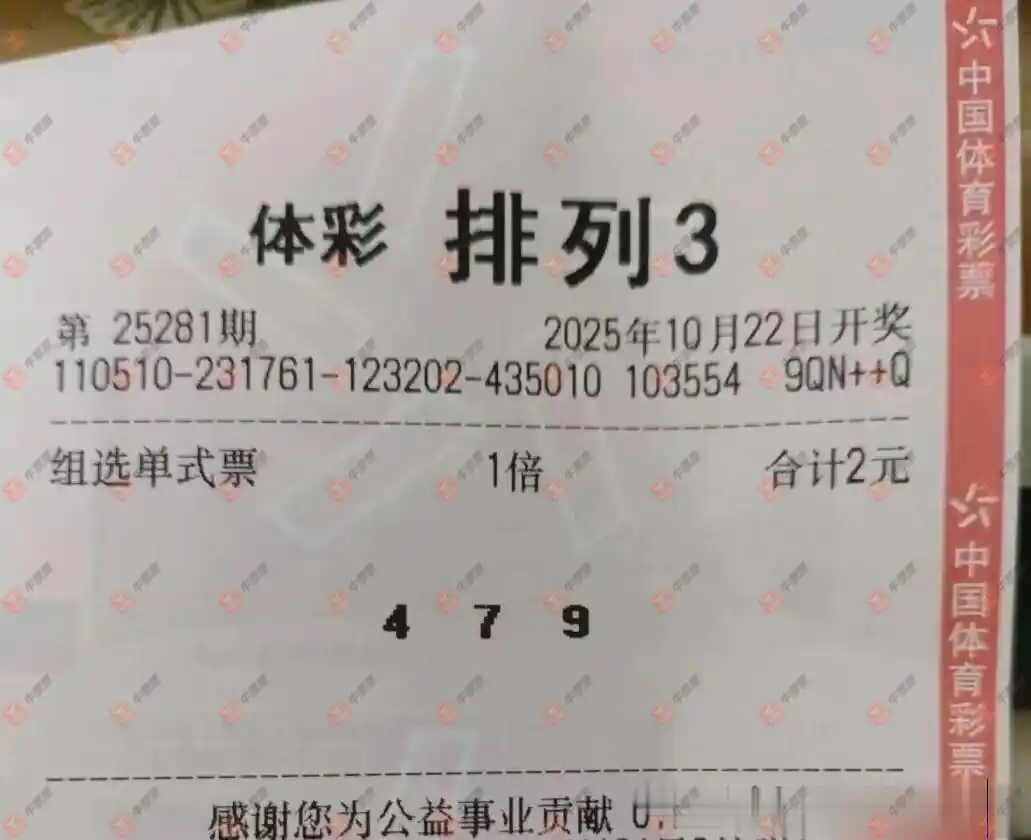 体彩 排列3
第 25281期 2025年10月22日开奖
110510-231761-123202-435010 103554 9QN++Q
组选单式票 1倍 合计2元
4 7 9
感谢您为公益事业贡献 0.
中国体育彩票
中国体育彩票